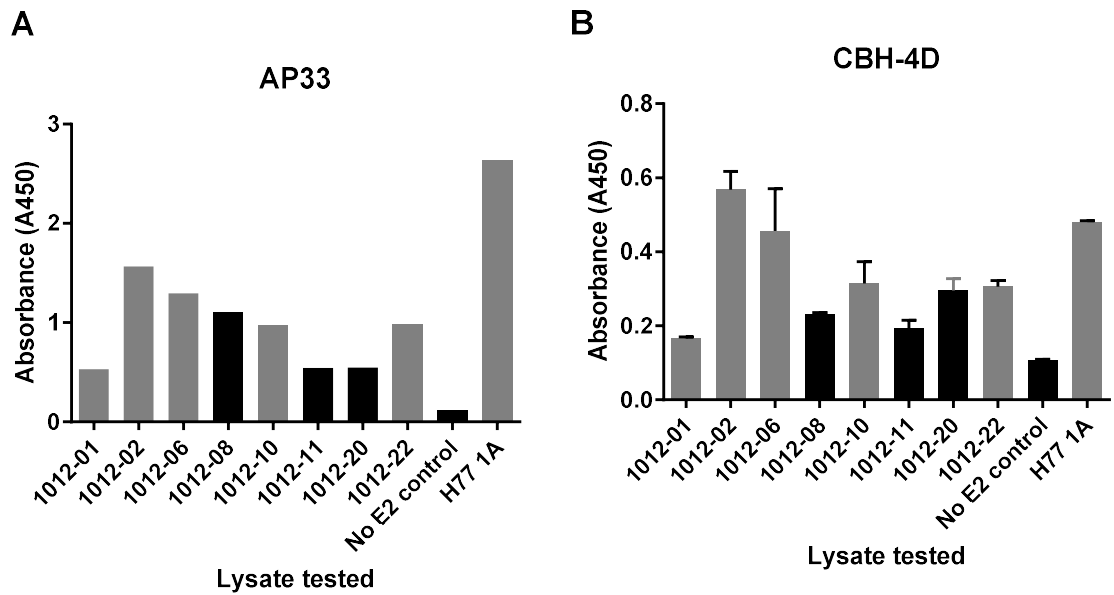 A
AP33
Absorbance (A450)
3
2
1
0
1012-01
1012-02
1012-06
1012-08
1012-10
1012-11
1012-20
1012-22
No E2 control
H77 1A
Lysate tested
B
CBH-4D
Absorbance (A450)
0.8
0.6
0.4
0.2
0.0
1012-01
1012-02
1012-06
1012-08
1012-10
1012-11
1012-20
1012-22
No E2 control
H77 1A
Lysate tested